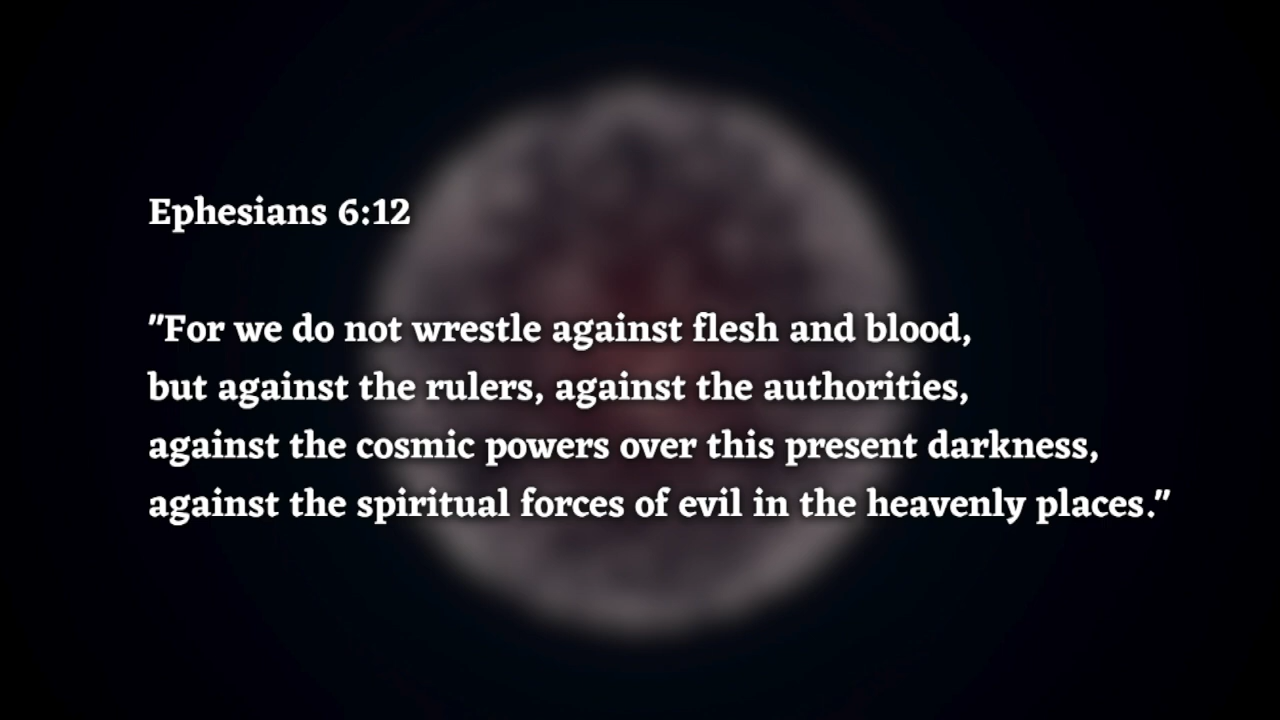 Ephesians 6:12
"For we do not wrestle against flesh and blood,
but against the rulers, against the authorities,
against the cosmic powers over this present darkness,
against the spiritual forces of evil in the heavenly places."